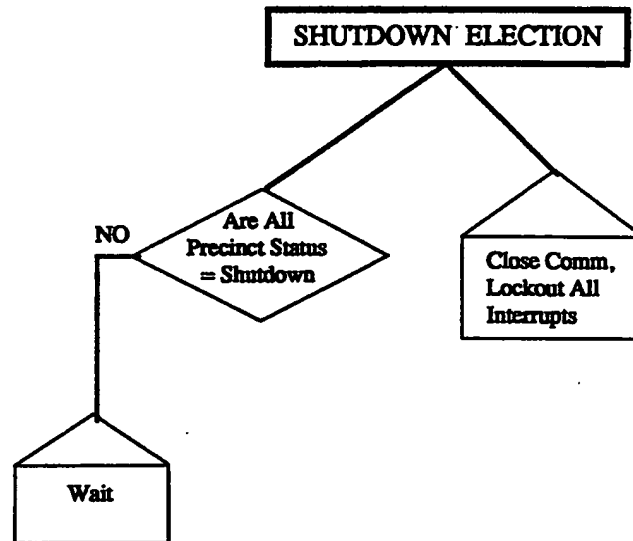 SHUTDOWN ELECTION
Are All
Precinct Status
= Shutdown
NO
Close Comm,
Lockout All
Interrupts
Wait